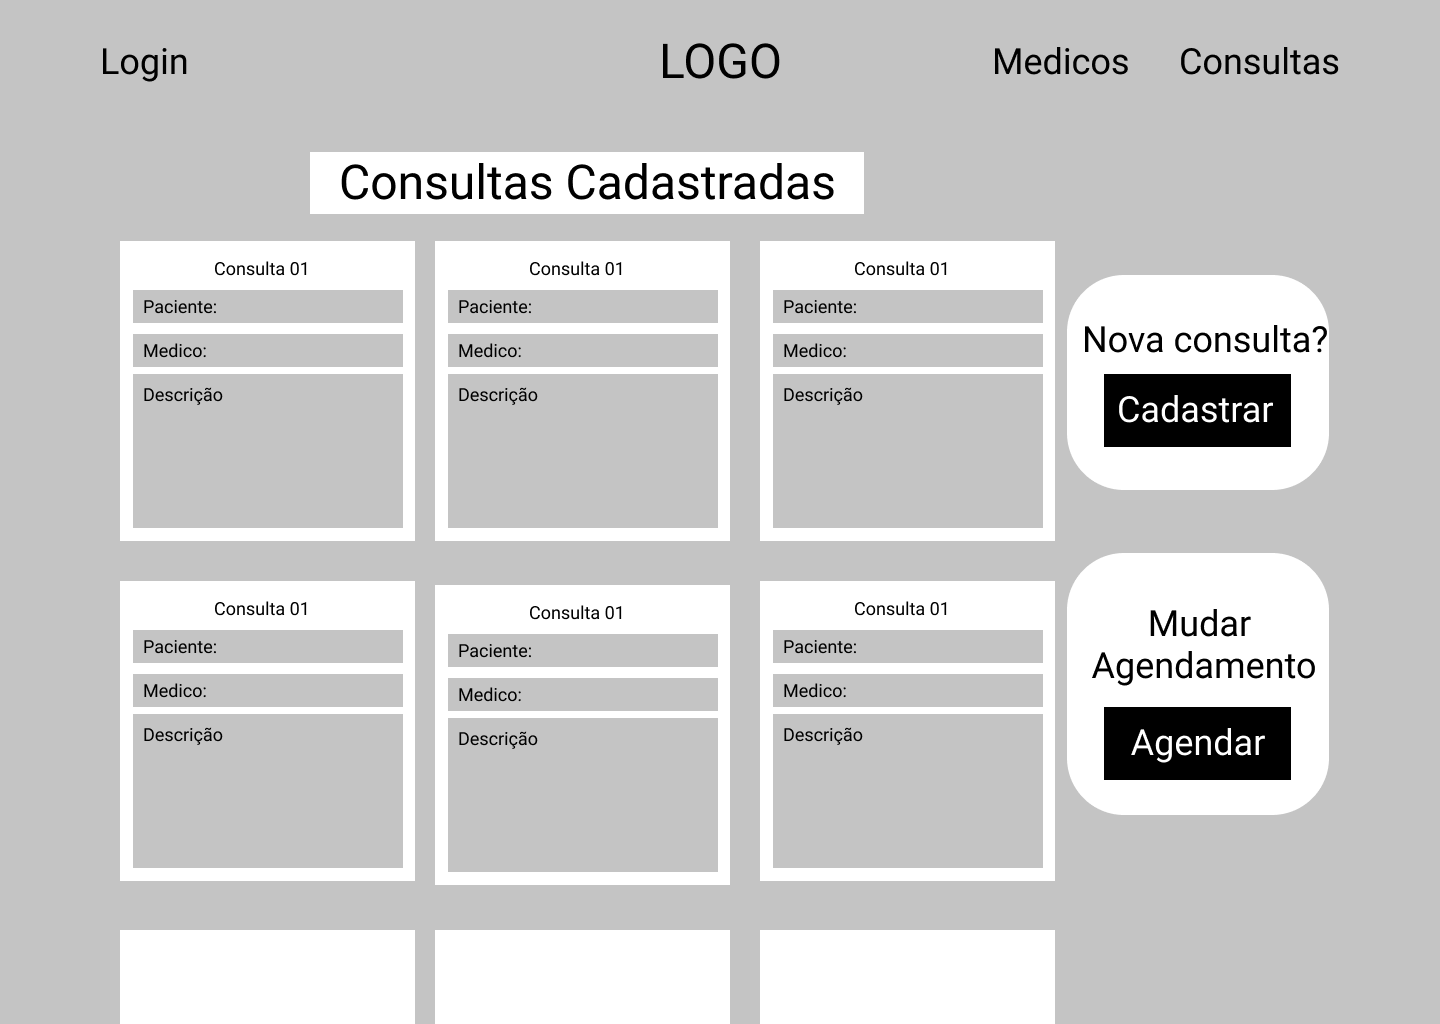 Login
LOGO
Medicos
Consultas
Consultas Cadastradas
Consulta 01
Paciente:
Medico:
Descrição
Consulta 01
Paciente:
Medico:
Descrição
Consulta 01
Paciente:
Medico:
Descrição
Nova consulta?
Cadastrar
Consulta 01
Paciente:
Medico:
Descrição
Consulta 01
Paciente:
Medico:
Descrição
Consulta 01
Paciente:
Medico:
Descrição
Mudar
Agendamento
Agendar